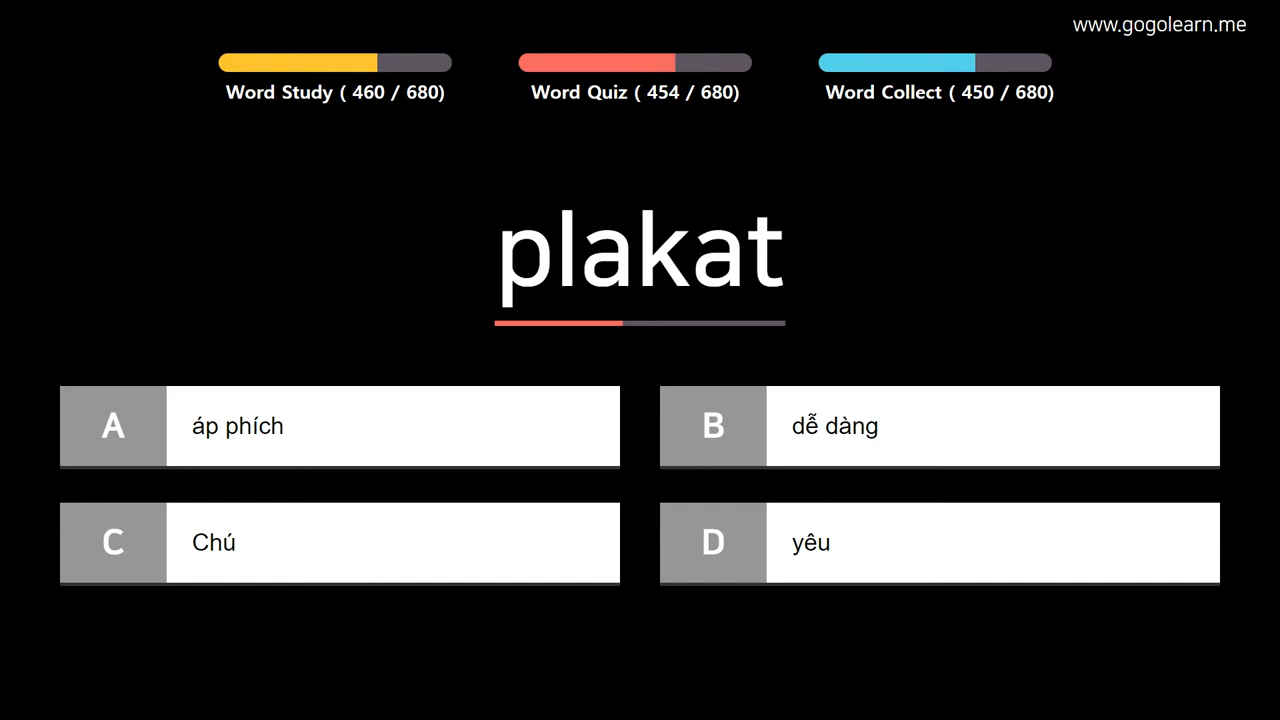 www.gogolearn.me
Word Study ( 460 / 680)
Word Quiz ( 454 / 680)
Word Collect ( 450 / 680)
plakat
A áp phích
B dễ dàng
C Chú
D yêu